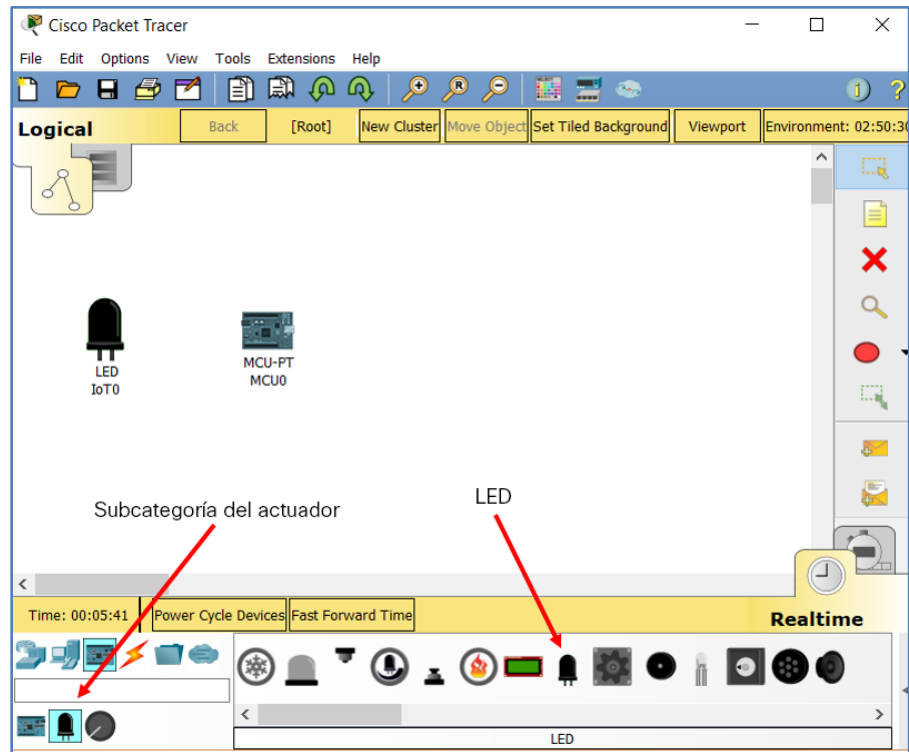 Cisco Packet Tracer
File Edit Options View Tools Extensions Help
Logical Back [Root] New Cluster Move Object Set Tiled Background Viewport Environment: 02:50:30
LED
IoT0
MCU-PT
MCU0
Subcategoría del actuador
LED
Time: 00:05:41 Power Cycle Devices Fast Forward Time Realtime
LED